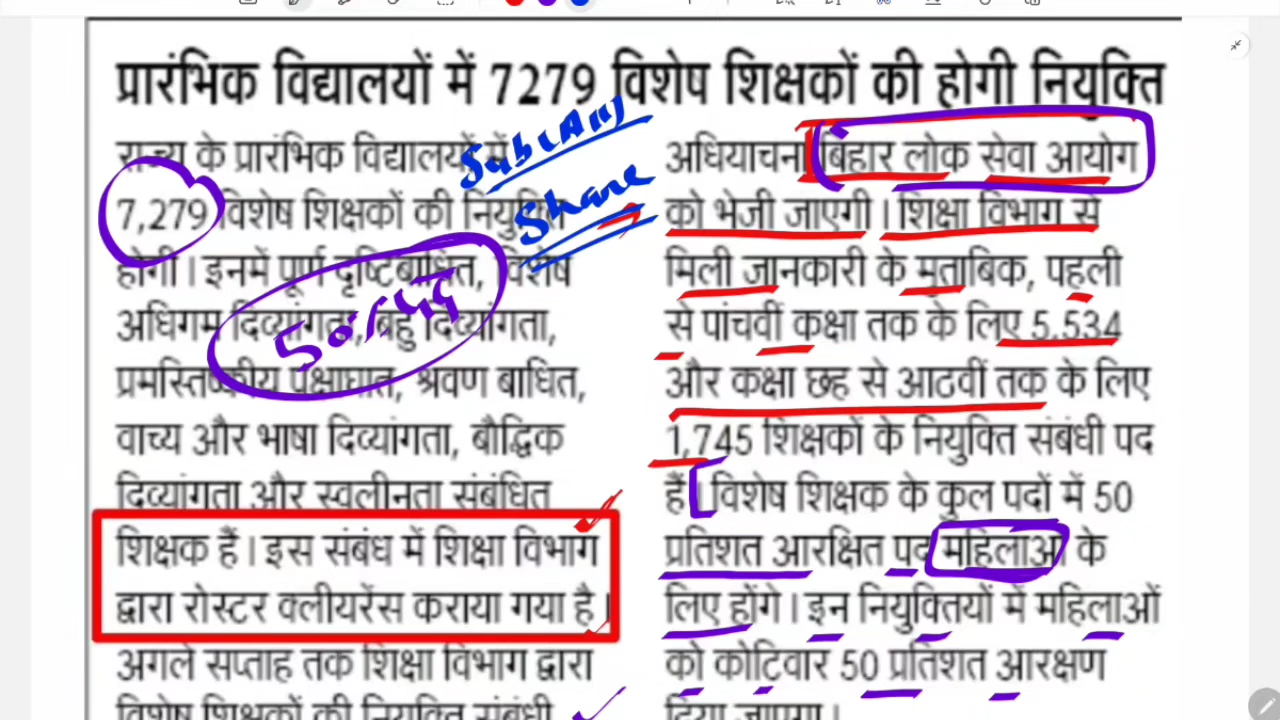 प्रारंभिक विद्यालयों में 7279 विशेष शिक्षकों की होगी नियुक्ति
राज्य के प्रारंभिक विद्यालयों में
7,279 विशेष शिक्षकों की नियुक्ति
होगी। इनमें पूर्ण दृष्टिबाधित, विशेष
अधिगम दिव्यांगता, बहु दिव्यांगता,
प्रमस्तिष्कीय पक्षाघात, श्रवण बाधित,
वाच्य और भाषा दिव्यांगता, बौद्धिक
दिव्यांगता और स्वलीनता संबंधित
शिक्षक हैं। इस संबंध में शिक्षा विभाग
द्वारा रोस्टर क्लीयरेंस कराया गया है।
अगले सप्ताह तक शिक्षा विभाग द्वारा
विशेष शिक्षकों की नियुक्ति संबंधी
Share
अधियाचना बिहार लोक सेवा आयोग
को भेजी जाएगी। शिक्षा विभाग से
मिली जानकारी के मुताबिक, पहली
से पांचवीं कक्षा तक के लिए 5,534
और कक्षा छह से आठवीं तक के लिए
1,745 शिक्षकों के नियुक्ति संबंधी पद
हैं। विशेष शिक्षक के कुल पदों में 50
प्रतिशत आरक्षित पद महिलाओं के
लिए होंगे। इन नियुक्तियों में महिलाओं
को कोटिवार 50 प्रतिशत आरक्षण
दिया जाएगा।